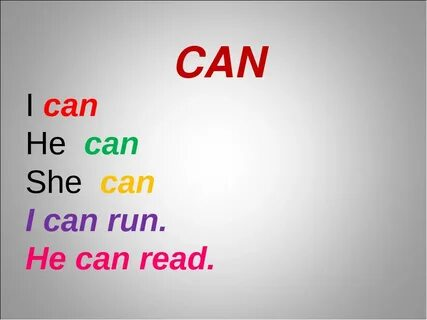 CAN
I can
He can
She can
I can run.
He can read.